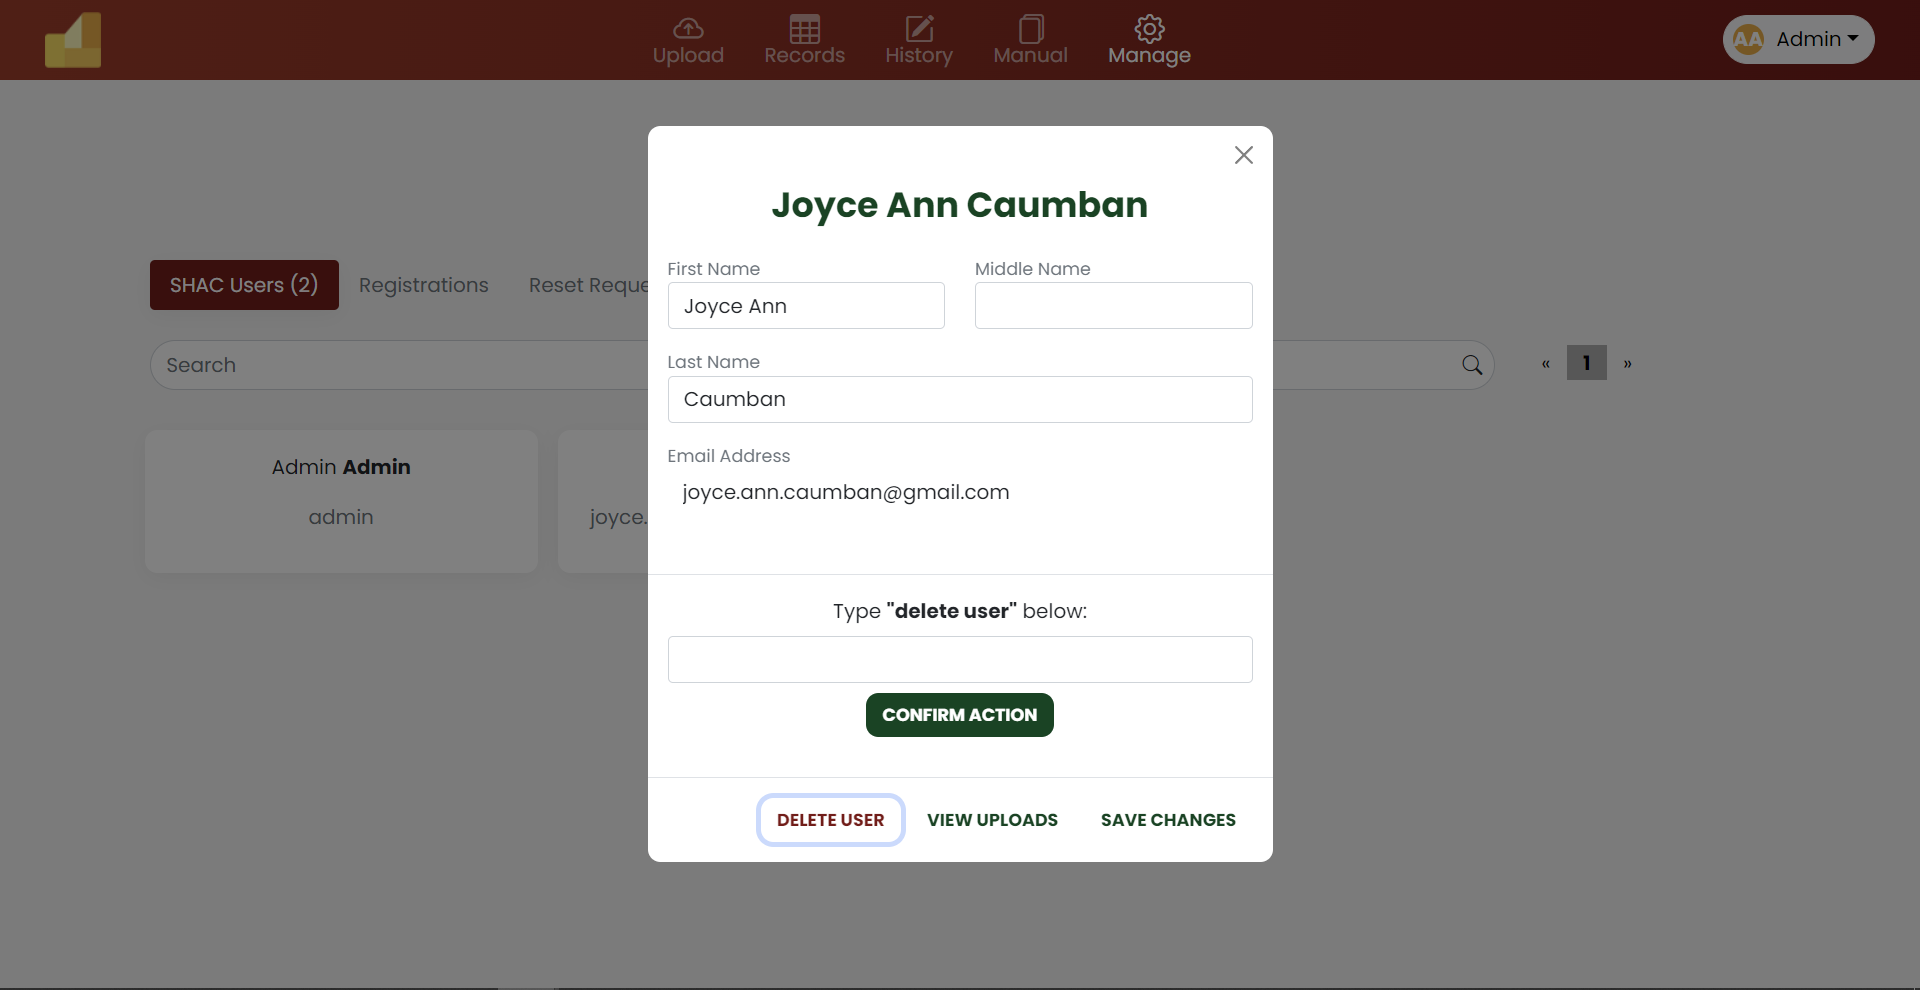 Upload Records History Manual Manage
AA Admin
Joyce Ann Caumban
First Name Middle Name
Joyce Ann
Last Name
Caumban
Email Address
joyce.ann.caumban@gmail.com
Type "delete user" below:
CONFIRM ACTION
DELETE USER VIEW UPLOADS SAVE CHANGES
SHAC Users (2) Registrations Reset Reque
Search « 1 »
Admin Admin
admin
joyce.